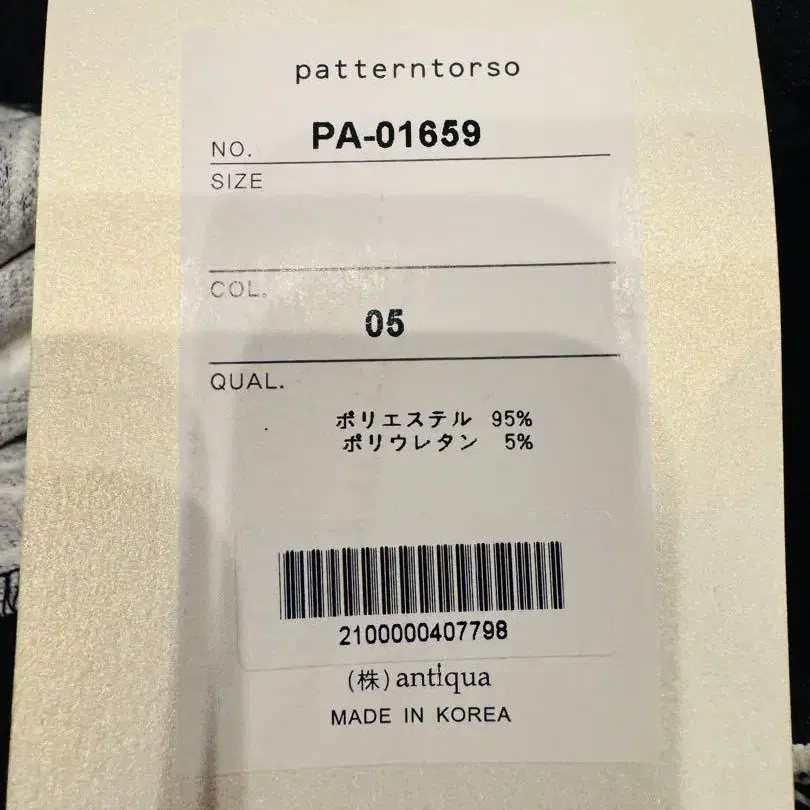 patterntorso
NO. PA-01659
SIZE
COL.
05
QUAL.
ポリエステル 95%
ポリウレタン 5%
2100000407798
(株)antiqua
MADE IN KOREA